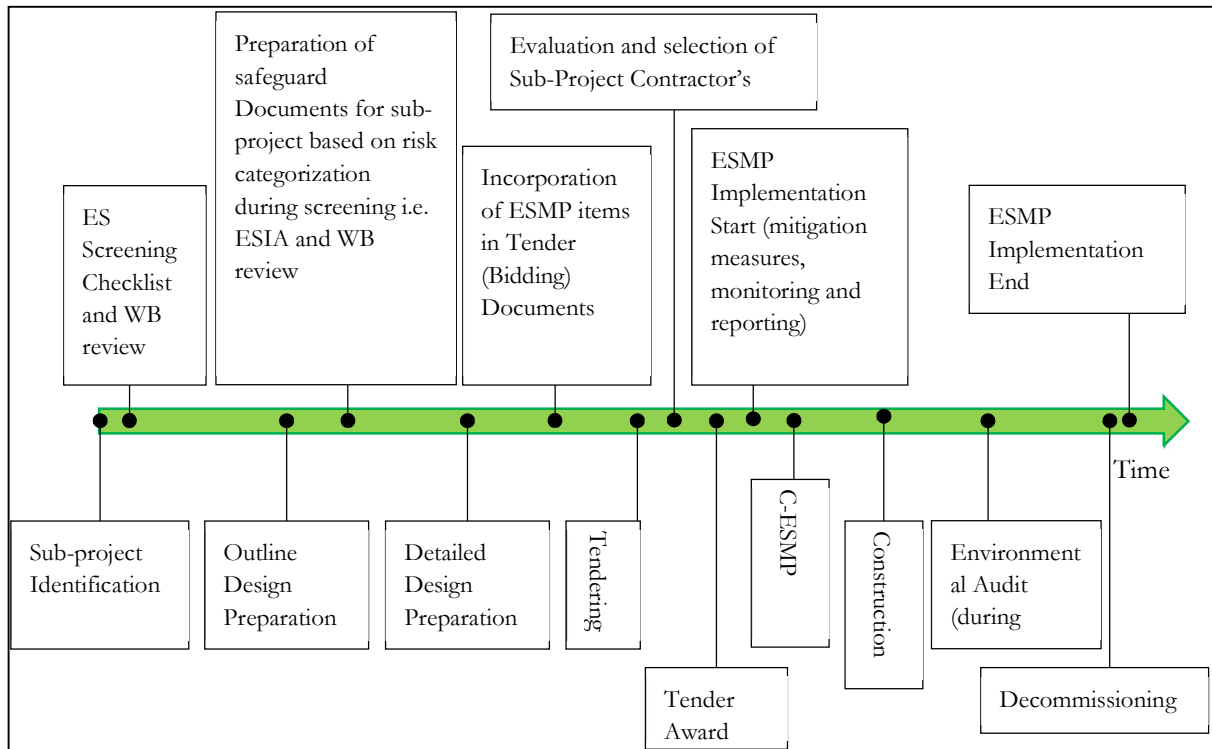 Preparation of
safeguard
Documents for sub-
project based on risk
categorization
during screening i.e.
ESIA and WB
review
Evaluation and selection of
Sub-Project Contractor's
ES
Screening
Checklist
and WB
review
Incorporation
of ESMP items
in Tender
(Bidding)
Documents
ESMP
Implementation
Start (mitigation
measures,
monitoring and
reporting)
ESMP
Implementation
End
Time
Sub-project
Identification
Outline
Design
Preparation
Detailed
Design
Preparation
Tendering
Tender
Award
C-ESMP
Construction
Environment
al Audit
(during
Decommissioning